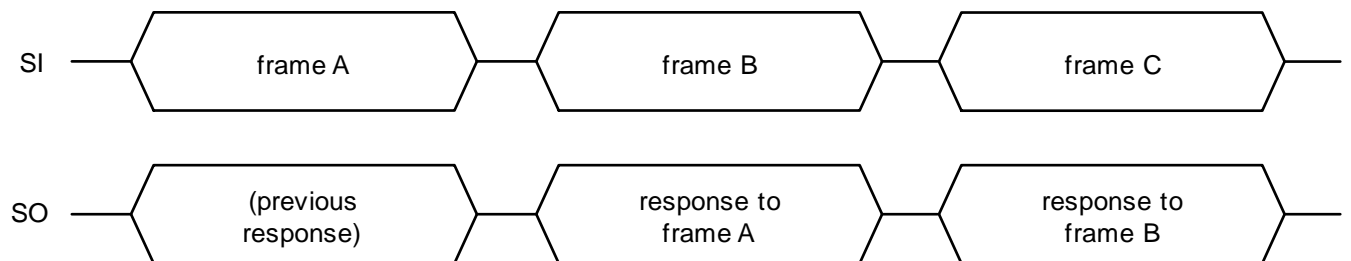 SI
frame A
frame B
frame C
SO
(previous
response)
response to
frame A
response to
frame B